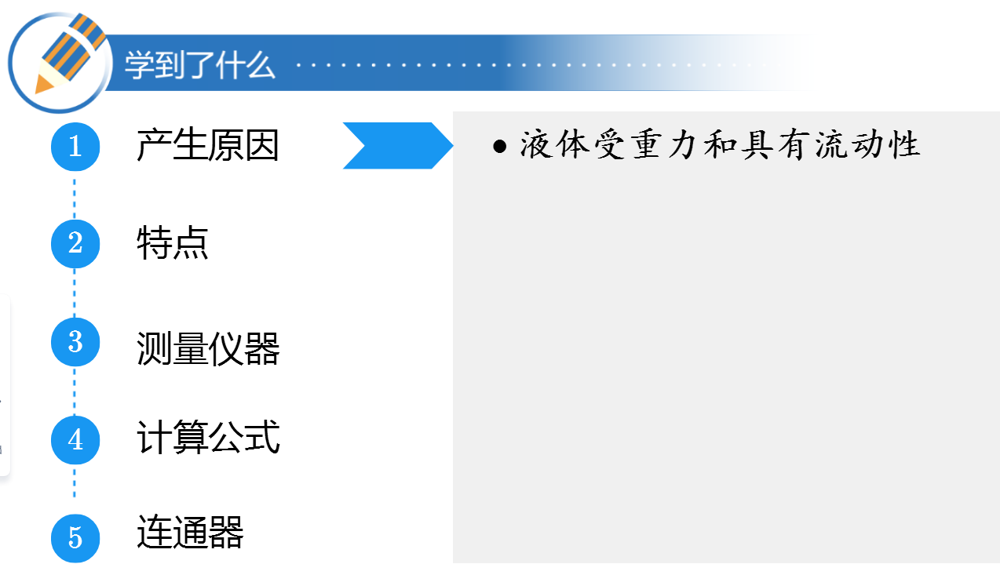 学到了什么
1 产生原因
• 液体受重力和具有流动性
2 特点
3 测量仪器
4 计算公式
5 连通器